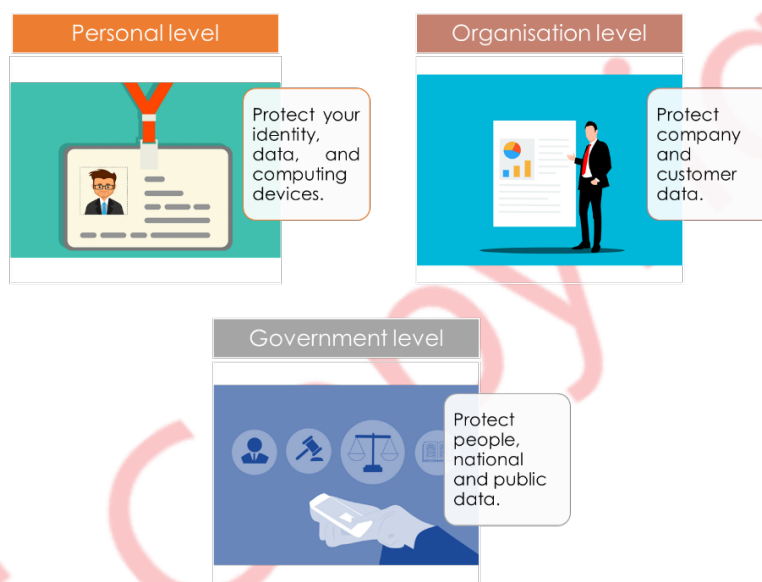 Personal level
Protect your
identity,
data, and
computing
devices.
Organisation level
Protect
company
and
customer
data.
Government level
Protect
people,
national
and public
data.